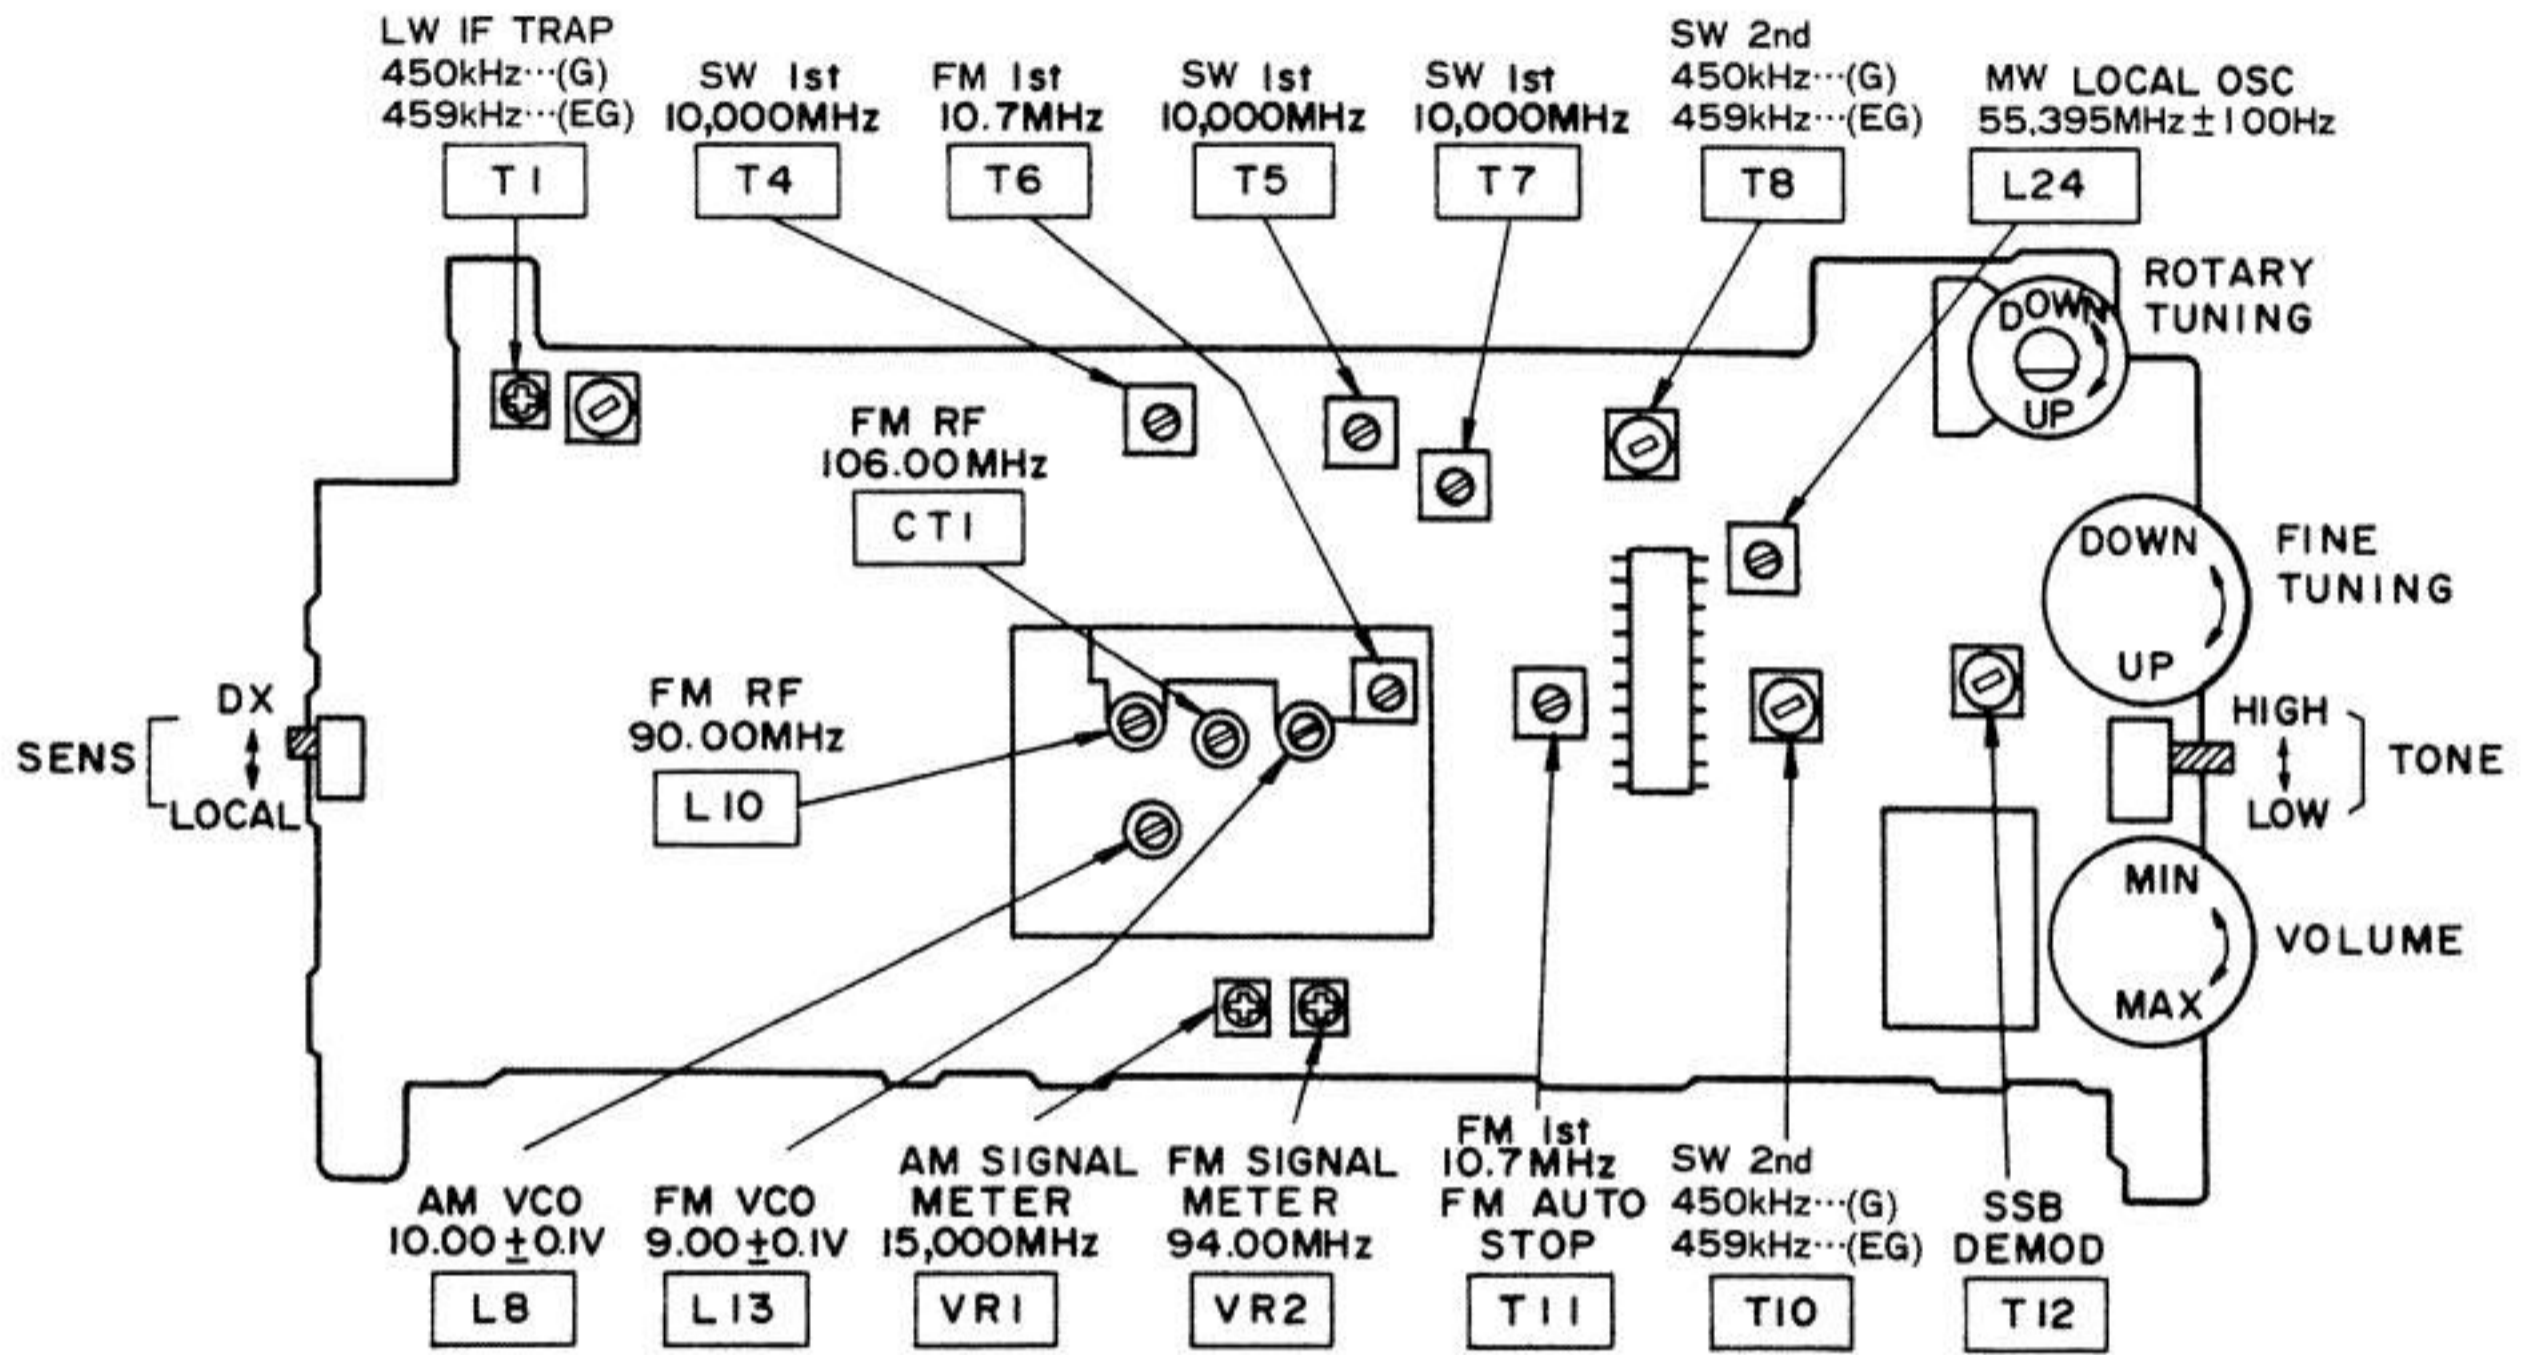 LW IF TRAP
450kHz···(G)
459kHz···(EG)
T1
SW 1st
10,000MHz
T4
FM 1st
10.7MHz
T6
SW 1st
10,000MHz
T5
SW 1st
10,000MHz
T7
SW 2nd
450kHz···(G)
459kHz···(EG)
T8
MW LOCAL OSC
55,395MHz±100Hz
L24
ROTARY
TUNING
DOWN
UP
FM RF
106.00MHz
CT1
DOWN
UP
FINE
TUNING
FM RF
90.00MHz
L10
SENS
DX
LOCAL
HIGH
LOW
TONE
MIN
MAX
VOLUME
AM VCO
10.00±0.1V
L8
FM VCO
9.00±0.1V
L13
AM SIGNAL
METER
15,000MHz
VR1
FM SIGNAL
METER
94.00MHz
VR2
FM 1st
10.7MHz
FM AUTO
STOP
T11
SW 2nd
450kHz···(G)
459kHz···(EG)
T10
SSB
DEMOD
T12